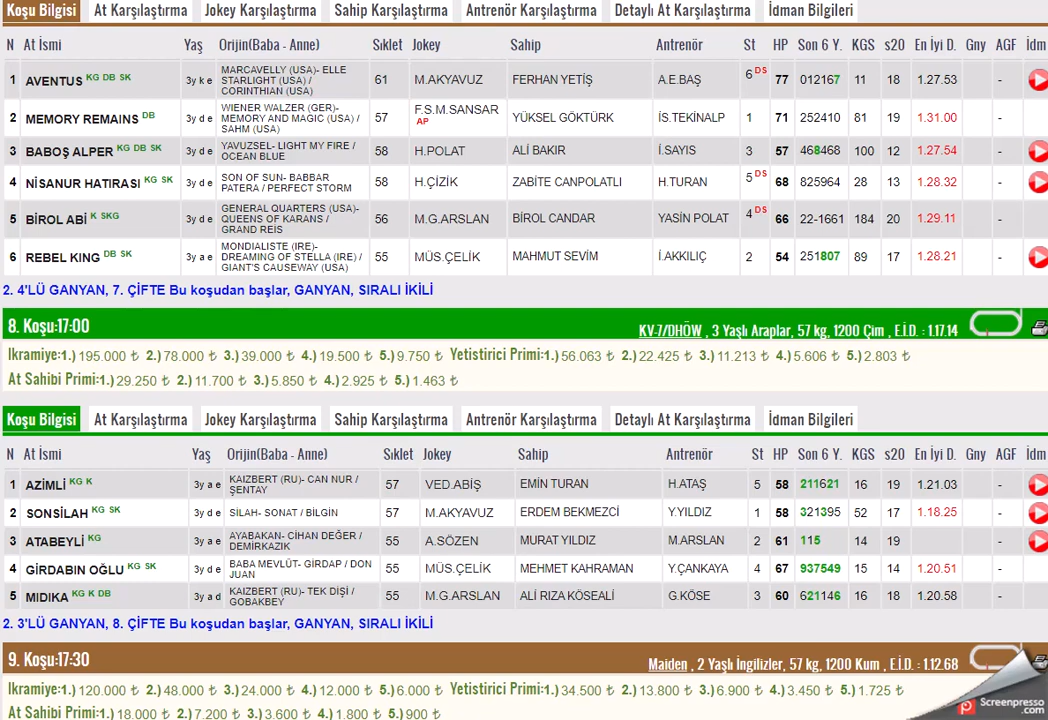 Koşu Bilgisi At Karşılaştırma Jokey Karşılaştırma Sahip Karşılaştırma Antrenör Karşılaştırma Detaylı At Karşılaştırma İdman Bilgileri
N At İsmi Yaş Orijin(Baba - Anne) Sıklet Jokey Sahip Antrenör St HP Son 6 Y. KGS s20 En İyi D. Gny AGF İdm
1 AVENTUS KG DB SK 3y k e MARCAVELLY (USA)- ELLE STARLIGHT (USA) / CORINTHIAN (USA) 61 M.AKYAVUZ FERHAN YETİŞ A.E.BAŞ 6 DS 77 012167 11 18 1.27.53 -
2 MEMORY REMAINS DB 3y d e WIENER WALZER (GER)- MEMORY AND MAGIC (USA) / SAHM (USA) 57 F.S.M.SANSAR AP YÜKSEL GÖKTÜRK İS.TEKİNALP 1 71 252410 81 19 1.31.00 -
3 BABOŞ ALPER KG DB SK 3y d e YAVUZSEL- LIGHT MY FIRE / OCEAN BLUE 58 H.POLAT ALİ BAKIR İ.SAYIS 3 57 468468 100 12 1.27.54 -
4 NİSANUR HATIRASI KG SK 3y d e SON OF SUN- BABBAR PATERA / PERFECT STORM 58 H.ÇİZİK ZABİTE CANPOLATLI H.TURAN 5 DS 68 825964 28 13 1.28.32 -
5 BİROL ABİ K SKG 3y d e GENERAL QUARTERS (USA)- QUEENS OF KARANS / GRAND REİS 56 M.G.ARSLAN BİROL CANDAR YASİN POLAT 4 DS 66 22-1661 184 20 1.29.11 -
6 REBEL KING DB SK 3y a e MONDIALISTE (IRE)- DREAMING OF STELLA (IRE) / GIANT'S CAUSEWAY (USA) 55 MÜS.ÇELİK MAHMUT SEVİM İ.AKKILIÇ 2 54 251807 89 17 1.28.21 -
2. 4'LÜ GANYAN, 7. ÇİFTE Bu koşudan başlar, GANYAN, SIRALI İKİLİ
8. Koşu:17:00 KV-7/DHÖW , 3 Yaşlı Araplar, 57 kg, 1200 Çim , E.İ.D. : 1.17.14
Ikramiye:1.) 195.000 ₺ 2.) 78.000 ₺ 3.) 39.000 ₺ 4.) 19.500 ₺ 5.) 9.750 ₺ Yetistirici Primi:1.) 56.063 ₺ 2.) 22.425 ₺ 3.) 11.213 ₺ 4.) 5.606 ₺ 5.) 2.803 ₺
At Sahibi Primi:1.) 29.250 ₺ 2.) 11.700 ₺ 3.) 5.850 ₺ 4.) 2.925 ₺ 5.) 1.463 ₺
Koşu Bilgisi At Karşılaştırma Jokey Karşılaştırma Sahip Karşılaştırma Antrenör Karşılaştırma Detaylı At Karşılaştırma İdman Bilgileri
N At İsmi Yaş Orijin(Baba - Anne) Sıklet Jokey Sahip Antrenör St HP Son 6 Y. KGS s20 En İyi D. Gny AGF İdm
1 AZİMLİ KG K 3y a e KAIZBERT (RU)- CAN NUR / ŞENTAY 57 VED.ABİŞ EMİN TURAN H.ATAŞ 5 58 211621 16 19 1.21.03 -
2 SONSİLAH KG SK 3y d e SILAH- SONAT / BİLGİN 57 M.AKYAVUZ ERDEM BEKMEZCİ Y.YILDIZ 1 58 321395 52 17 1.18.25 -
3 ATABEYLİ KG 3y a e AYABAKAN- CİHAN DEĞER / DEMİRKAZIK 55 A.SÖZEN MURAT YILDIZ M.ARSLAN 2 61 115 14 19 -
4 GİRDABIN OĞLU KG SK 3y d e BABA MEVLÜT- GİRDAP / DON JUAN 55 MÜS.ÇELİK MEHMET KAHRAMAN Y.ÇANKAYA 4 67 937549 15 14 1.20.51 -
5 MIDIKA KG K DB 3y a d KAIZBERT (RU)- TEK DİŞİ / GOBAKBEY 55 M.G.ARSLAN ALİ RIZA KÖSEALİ G.KÖSE 3 60 621146 16 18 1.20.58 -
2. 3'LÜ GANYAN, 8. ÇİFTE Bu koşudan başlar, GANYAN, SIRALI İKİLİ
9. Koşu:17:30 Maiden , 2 Yaşlı İngilizler, 57 kg, 1200 Kum , E.İ.D. : 1.12.68
Ikramiye:1.) 120.000 ₺ 2.) 48.000 ₺ 3.) 24.000 ₺ 4.) 12.000 ₺ 5.) 6.000 ₺ Yetistirici Primi:1.) 34.500 ₺ 2.) 13.800 ₺ 3.) 6.900 ₺ 4.) 3.450 ₺ 5.) 1.725 ₺
At Sahibi Primi:1.) 18.000 ₺ 2.) 7.200 ₺ 3.) 3.600 ₺ 4.) 1.800 ₺ 5.) 900 ₺
Screenpresso.com